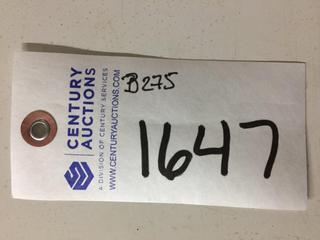 CENTURY
AUCTIONS
A DIVISION OF CENTURY SERVICES
WWW.CENTURYAUCTIONS.COM
B275
1647